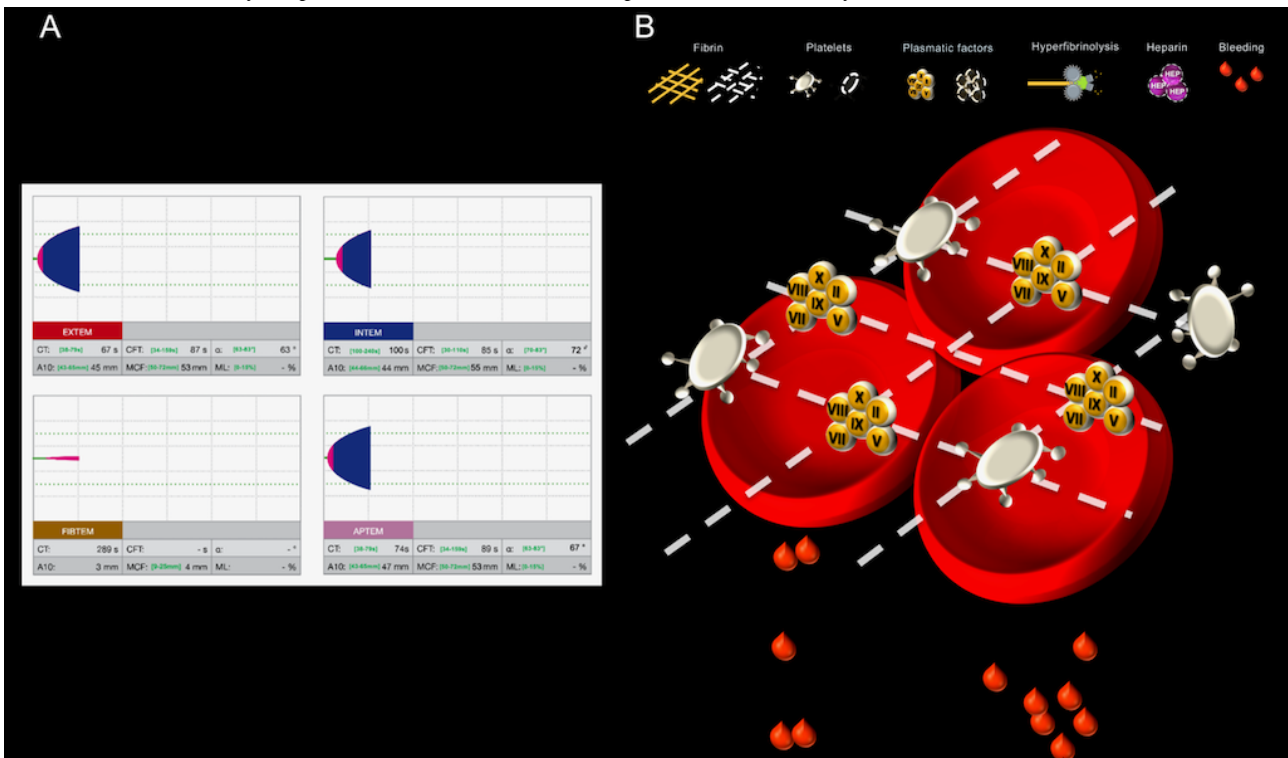 A
B
Fibrin
Platelets
Plasmatic factors
Hyperfibrinolysis
Heparin
Bleeding
HEP
HEP
HEP
EXTEM
CT: [38-79s] 67 s CFT: [34-159s] 87 s α: [63-83°] 63 °
A10: [43-65mm] 45 mm MCF: [50-72mm] 53 mm ML: [0-15%] - %
INTEM
CT: [100-240s] 100 s CFT: [30-110s] 85 s α: [70-83°] 72 °
A10: [44-66mm] 44 mm MCF: [50-72mm] 55 mm ML: [0-15%] - %
FIBTEM
CT: 289 s CFT: - s α: - °
A10: 3 mm MCF: [9-25mm] 4 mm ML: - %
APTEM
CT: [38-79s] 74s CFT: [34-159s] 89 s α: [63-83°] 67 °
A10: [43-65mm] 47 mm MCF: [50-72mm] 53 mm ML: [0-15%] - %
X
VIII II
IX
VII V
X
VIII II
IX
VII V
X
VIII II
IX
VII V
X
VIII II
IX
VII V